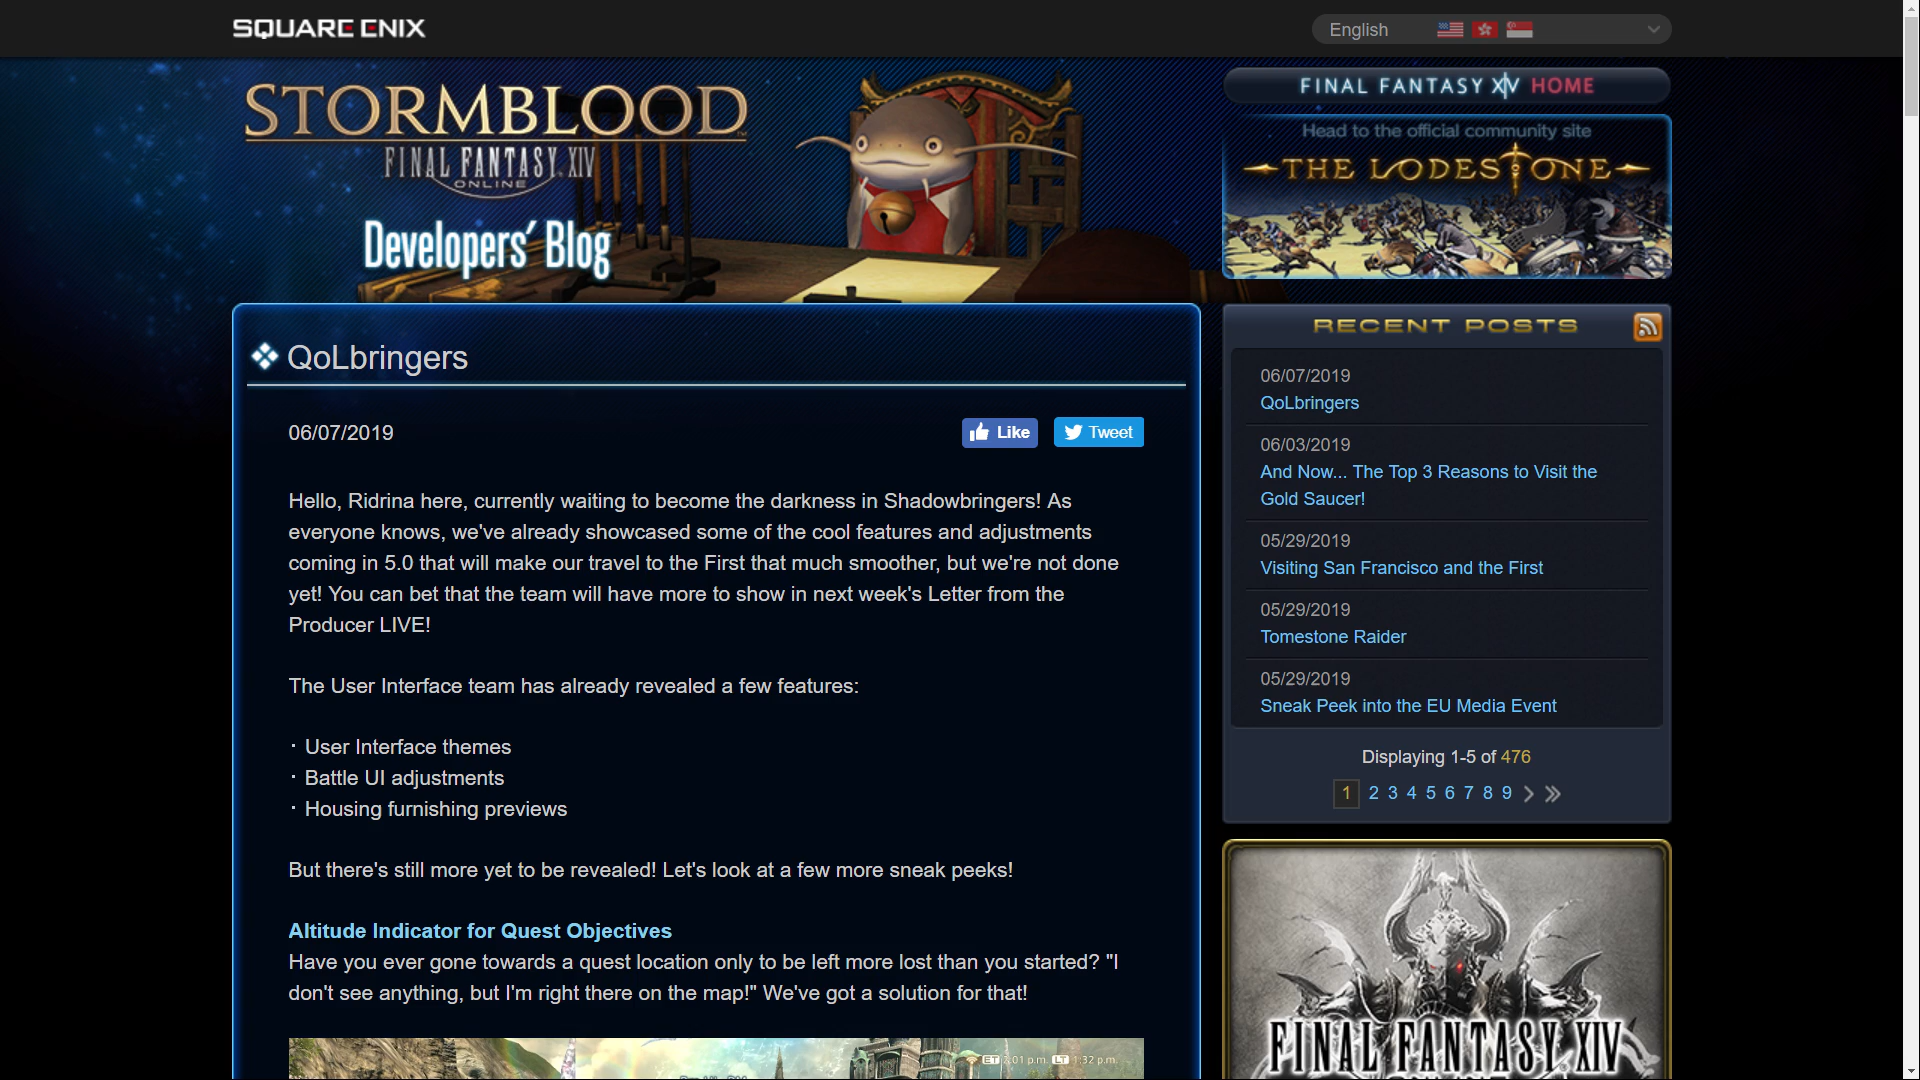 SQUARE ENIX
English
STORMBLOOD
FINAL FANTASY XIV
ONLINE
Developers' Blog
FINAL FANTASY XIV HOME
Head to the official community site
THE LODESTONE
QoLbringers
06/07/2019
Like
Tweet
Hello, Ridrina here, currently waiting to become the darkness in Shadowbringers! As
everyone knows, we've already showcased some of the cool features and adjustments
coming in 5.0 that will make our travel to the First that much smoother, but we're not done
yet! You can bet that the team will have more to show in next week's Letter from the
Producer LIVE!
The User Interface team has already revealed a few features:
・User Interface themes
・Battle UI adjustments
・Housing furnishing previews
But there's still more yet to be revealed! Let's look at a few more sneak peeks!
Altitude Indicator for Quest Objectives
Have you ever gone towards a quest location only to be left more lost than you started? "I
don't see anything, but I'm right there on the map!" We've got a solution for that!
ET 2:01 p.m. LT 1:32 p.m.
RECENT POSTS
06/07/2019
QoLbringers
06/03/2019
And Now... The Top 3 Reasons to Visit the
Gold Saucer!
05/29/2019
Visiting San Francisco and the First
05/29/2019
Tomestone Raider
05/29/2019
Sneak Peek into the EU Media Event
Displaying 1-5 of 476
1 2 3 4 5 6 7 8 9
FINAL FANTASY XIV